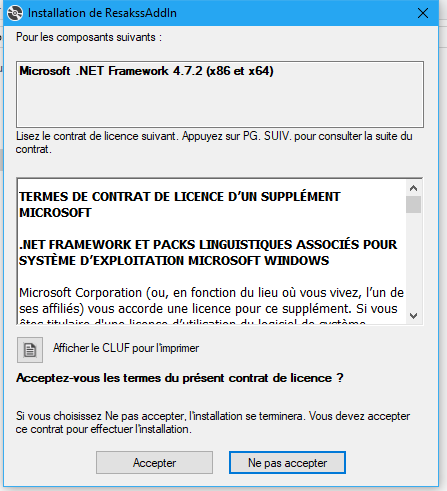 Installation de ResakssAddIn
Pour les composants suivants :
Microsoft .NET Framework 4.7.2 (x86 et x64)
Lisez le contrat de licence suivant. Appuyez sur PG. SUIV. pour consulter la suite du
contrat.
TERMES DE CONTRAT DE LICENCE D’UN SUPPLÉMENT
MICROSOFT
.NET FRAMEWORK ET PACKS LINGUISTIQUES ASSOCIÉS POUR
SYSTÈME D’EXPLOITATION MICROSOFT WINDOWS
Microsoft Corporation (ou, en fonction du lieu où vous vivez, l’un de
ses affiliés) vous accorde une licence pour ce supplément. Si vous
êtes titulaire d’une licence d’utilisation du logiciel de système
Afficher le CLUF pour l'imprimer
Acceptez-vous les termes du présent contrat de licence ?
Si vous choisissez Ne pas accepter, l'installation se terminera. Vous devez accepter
ce contrat pour effectuer l'installation.
Accepter
Ne pas accepter